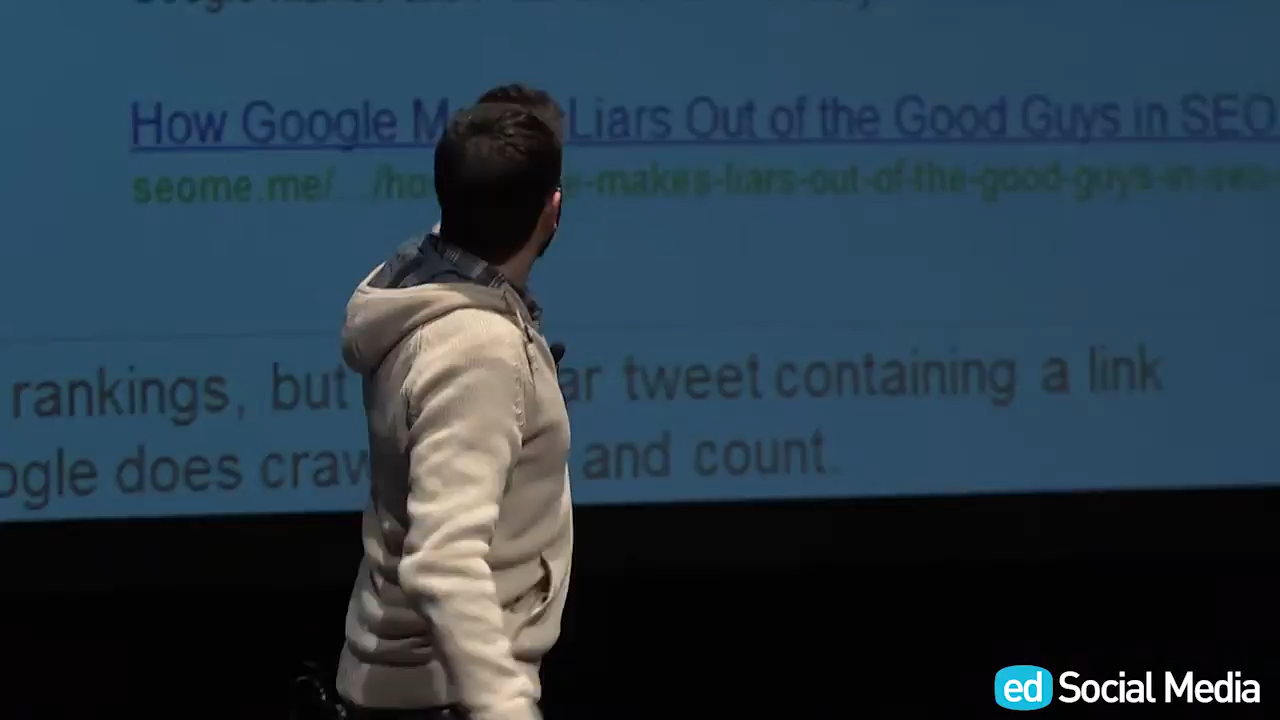 How Google M Liars Out of the Good Guys in SEO
seome.me/.../ho e-makes-liars-out-of-the-good-guys-in-seo-
rankings, but ar tweet containing a link
ogle does craw and count.
ed Social Media